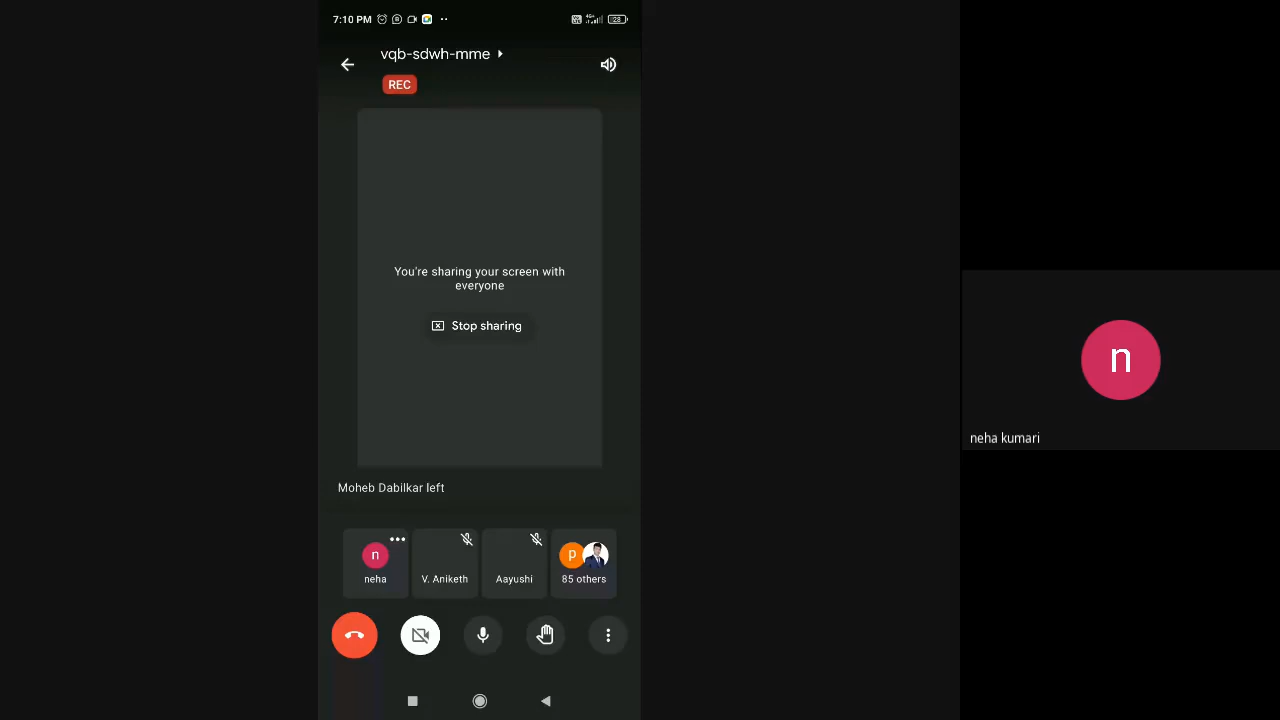 7:10 PM
vqb-sdwh-mme
REC
You're sharing your screen with
everyone
Stop sharing
Moheb Dabilkar left
n
neha
V. Aniketh
Aayushi
p
85 others
n
neha kumari